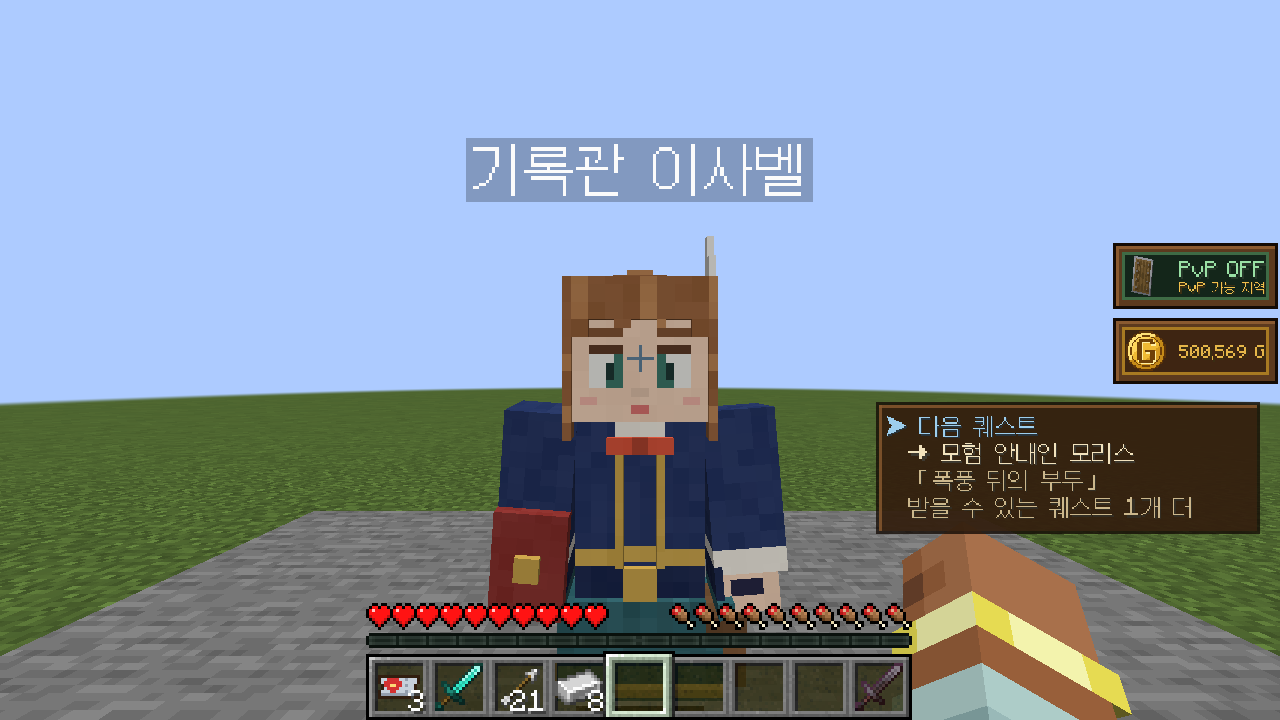 기록관 이사벨
PvP OFF
PvP 가능 지역
500,569 G
다음 퀘스트
→ 모험 안내인 모리스
「폭풍 뒤의 부두」
받을 수 있는 퀘스트 1개 더
3
21
8